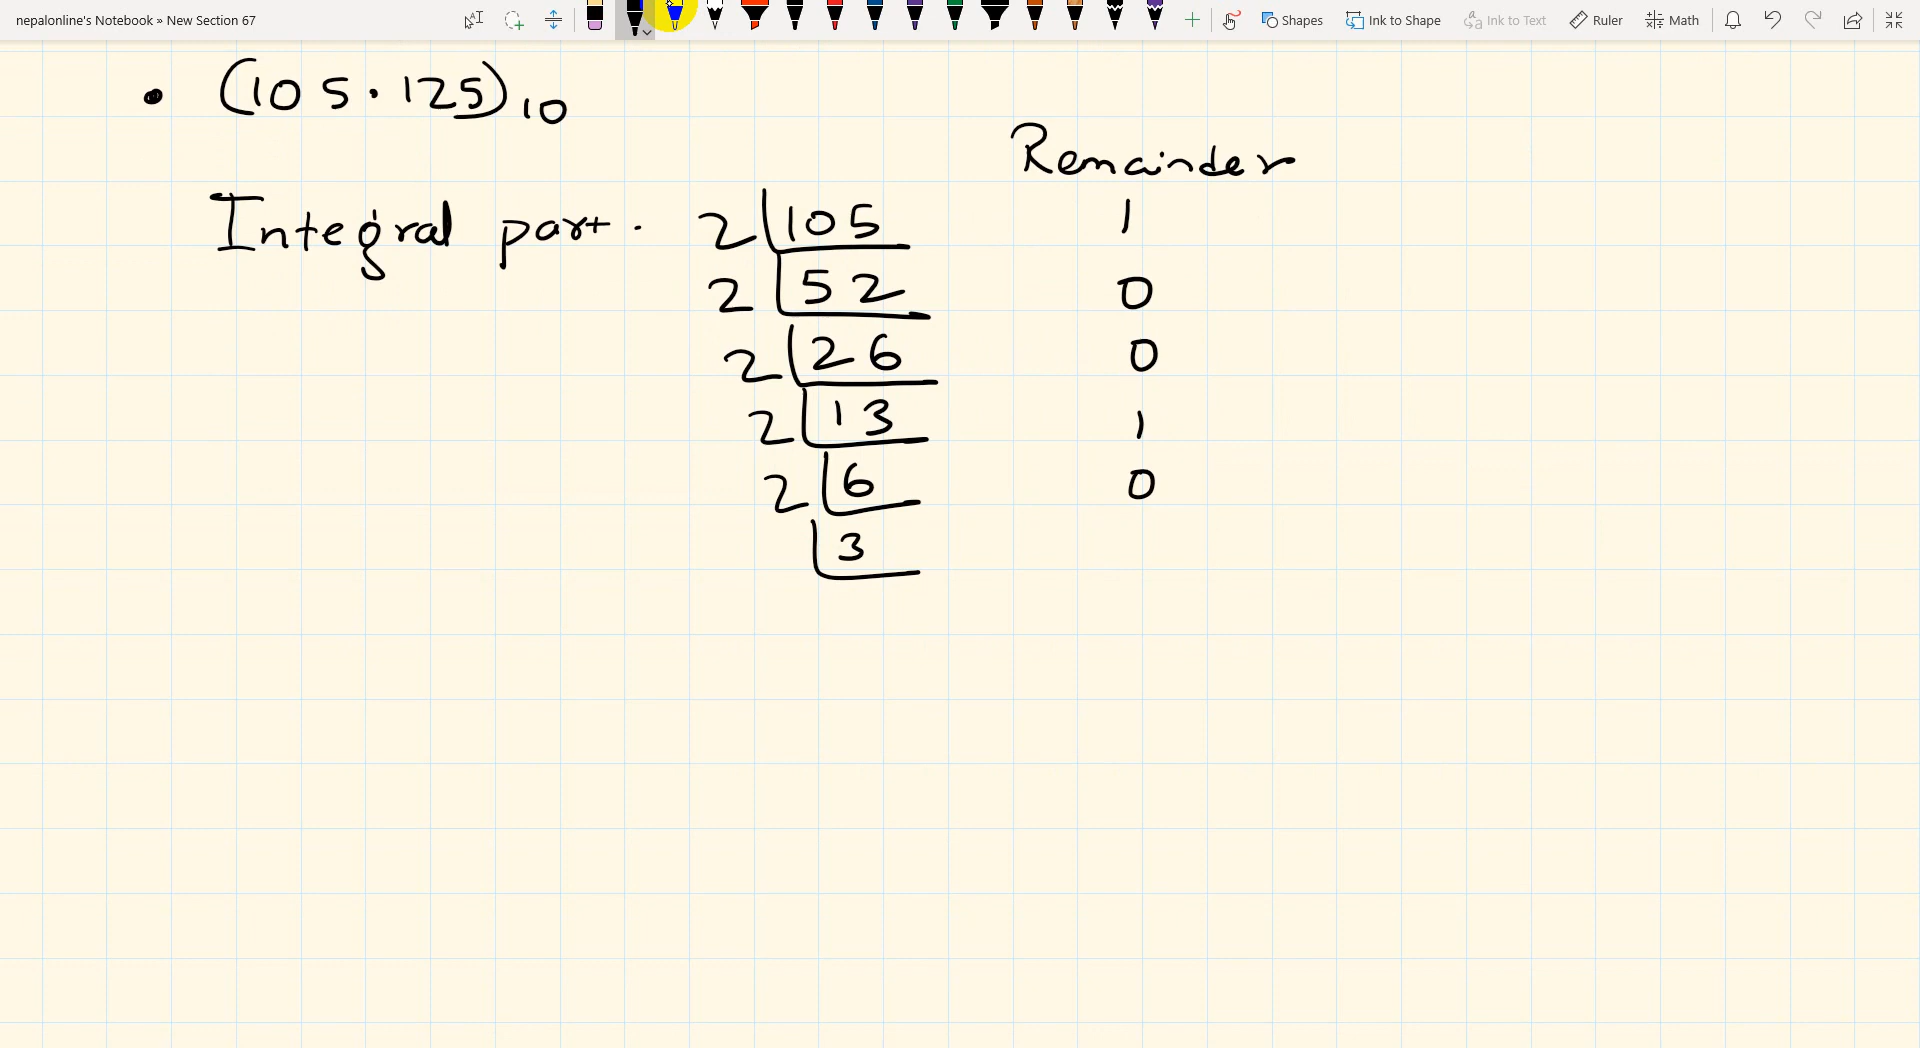 nepalonline's Notebook » New Section 67
Shapes
Ink to Shape
Ink to Text
Ruler
Math
• (105.125)10
Remainder
Integral part. 2 105 1
2 52 0
2 26 0
2 13 1
2 6 0
3